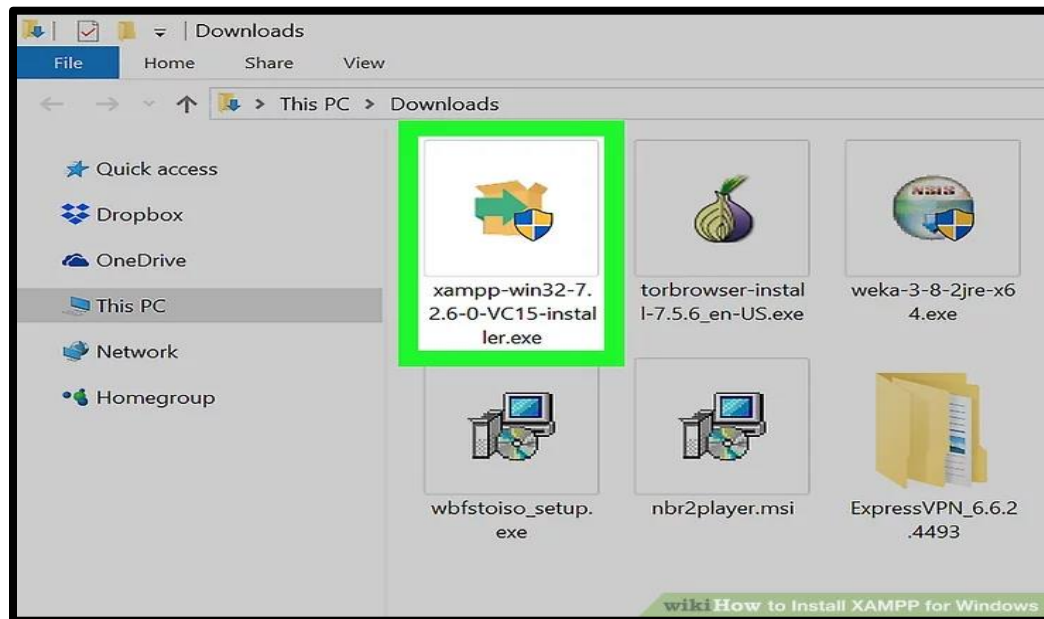 Downloads
File Home Share View
This PC > Downloads
Quick access
Dropbox
OneDrive
This PC
Network
Homegroup
xampp-win32-7.
2.6-0-VC15-instal
ler.exe
torbrowser-instal
l-7.5.6_en-US.exe
NSIS
weka-3-8-2jre-x6
4.exe
wbfstoiso_setup.
exe
nbr2player.msi
ExpressVPN_6.6.2
.4493
wikiHow to Install XAMPP for Windows